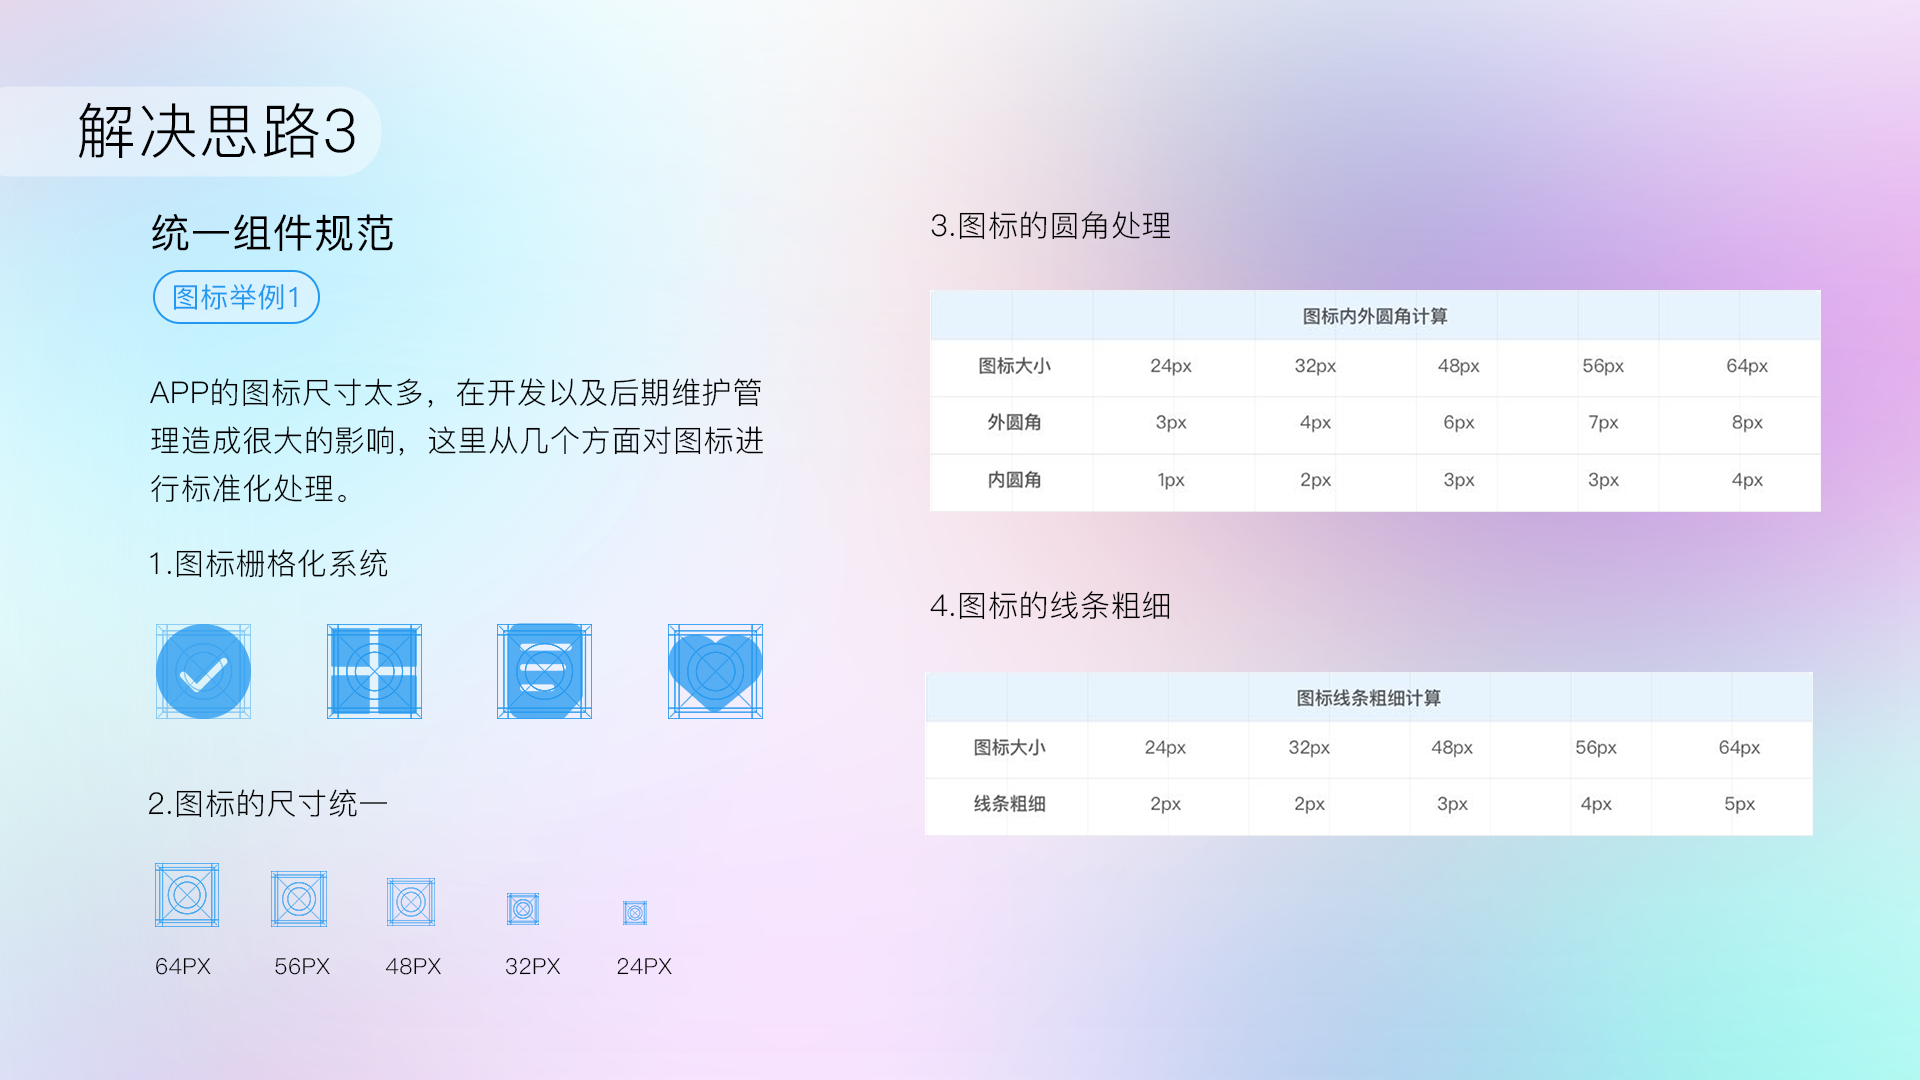 解决思路3
统一组件规范
图标举例1
APP的图标尺寸太多，在开发以及后期维护管
理造成很大的影响，这里从几个方面对图标进
行标准化处理。
1.图标栅格化系统
2.图标的尺寸统一
64PX 56PX 48PX 32PX 24PX
3.图标的圆角处理
图标内外圆角计算
图标大小 24px 32px 48px 56px 64px
外圆角 3px 4px 6px 7px 8px
内圆角 1px 2px 3px 3px 4px
4.图标的线条粗细
图标线条粗细计算
图标大小 24px 32px 48px 56px 64px
线条粗细 2px 2px 3px 4px 5px